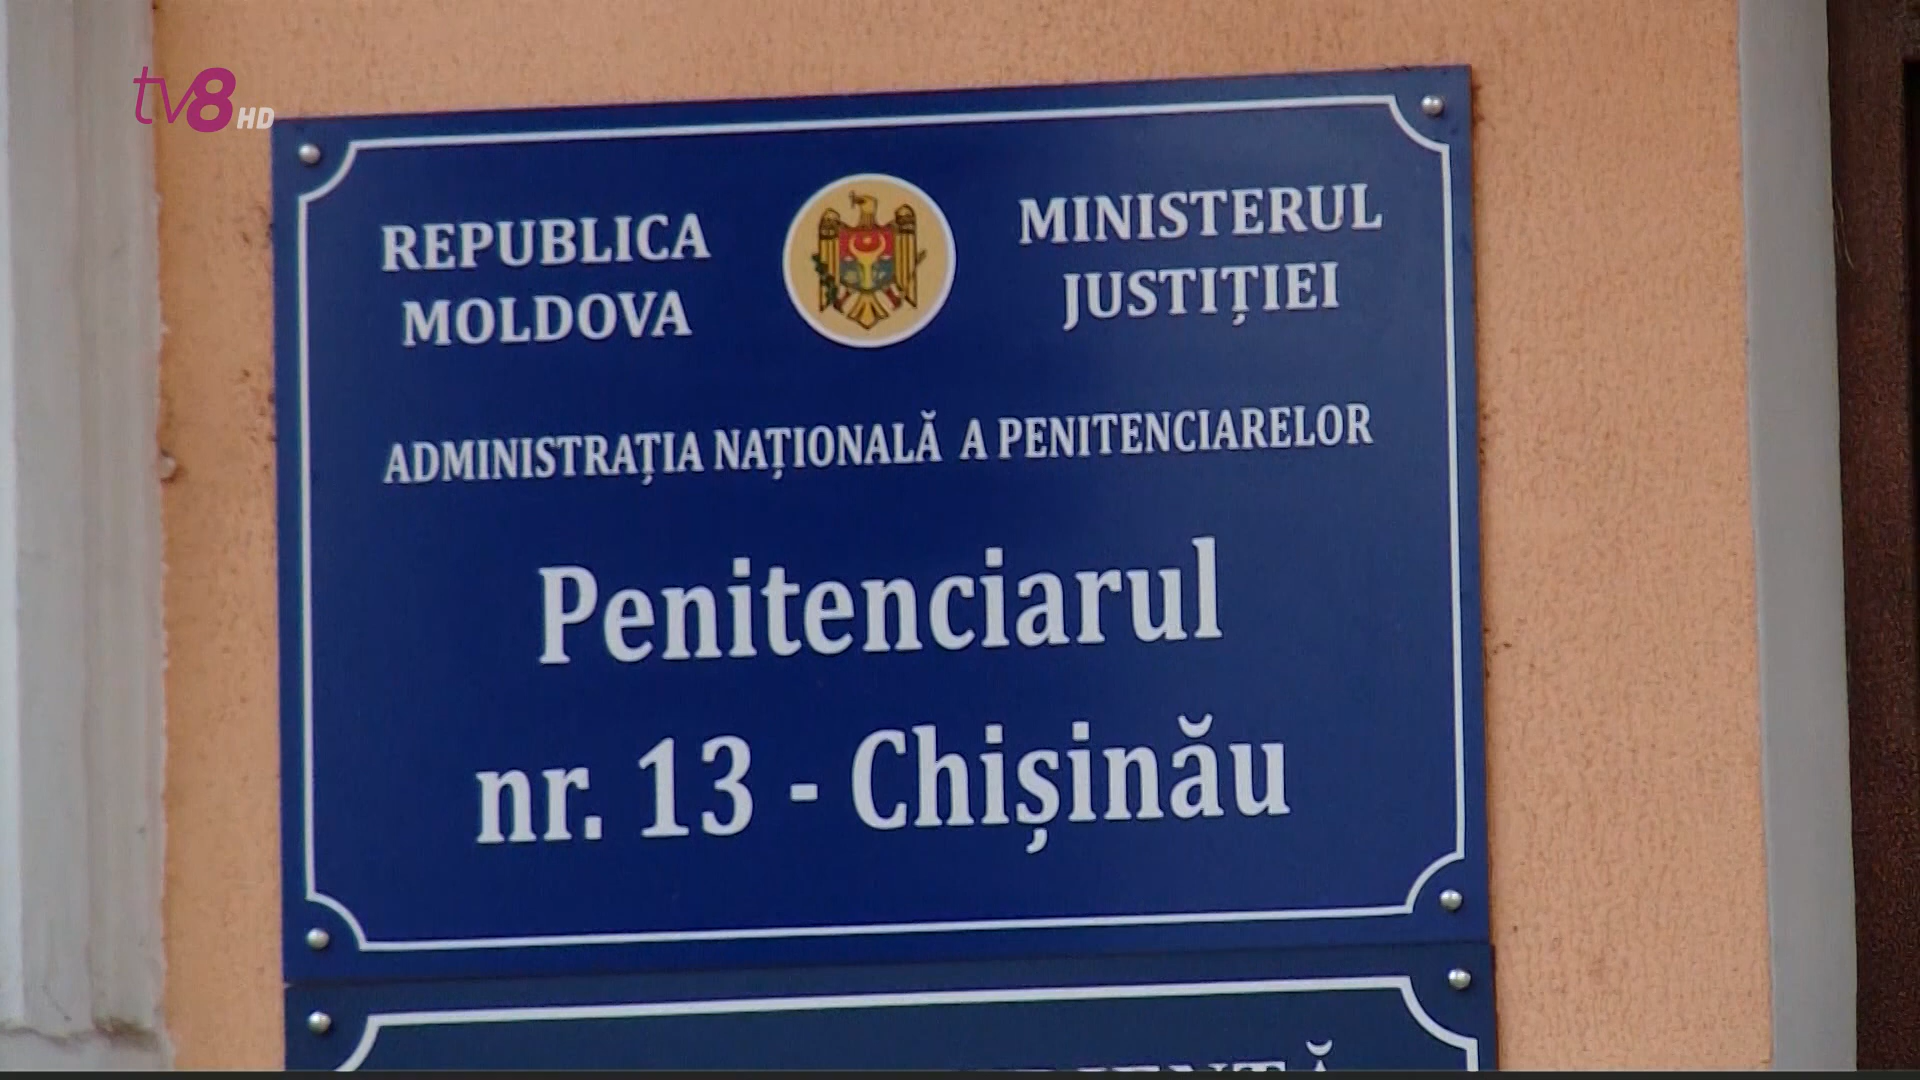 tv8 HD
REPUBLICA
MOLDOVA
MINISTERUL
JUSTIȚIEI
ADMINISTRAȚIA NAȚIONALĂ A PENITENCIARELOR
Penitenciarul
nr. 13 - Chișinău